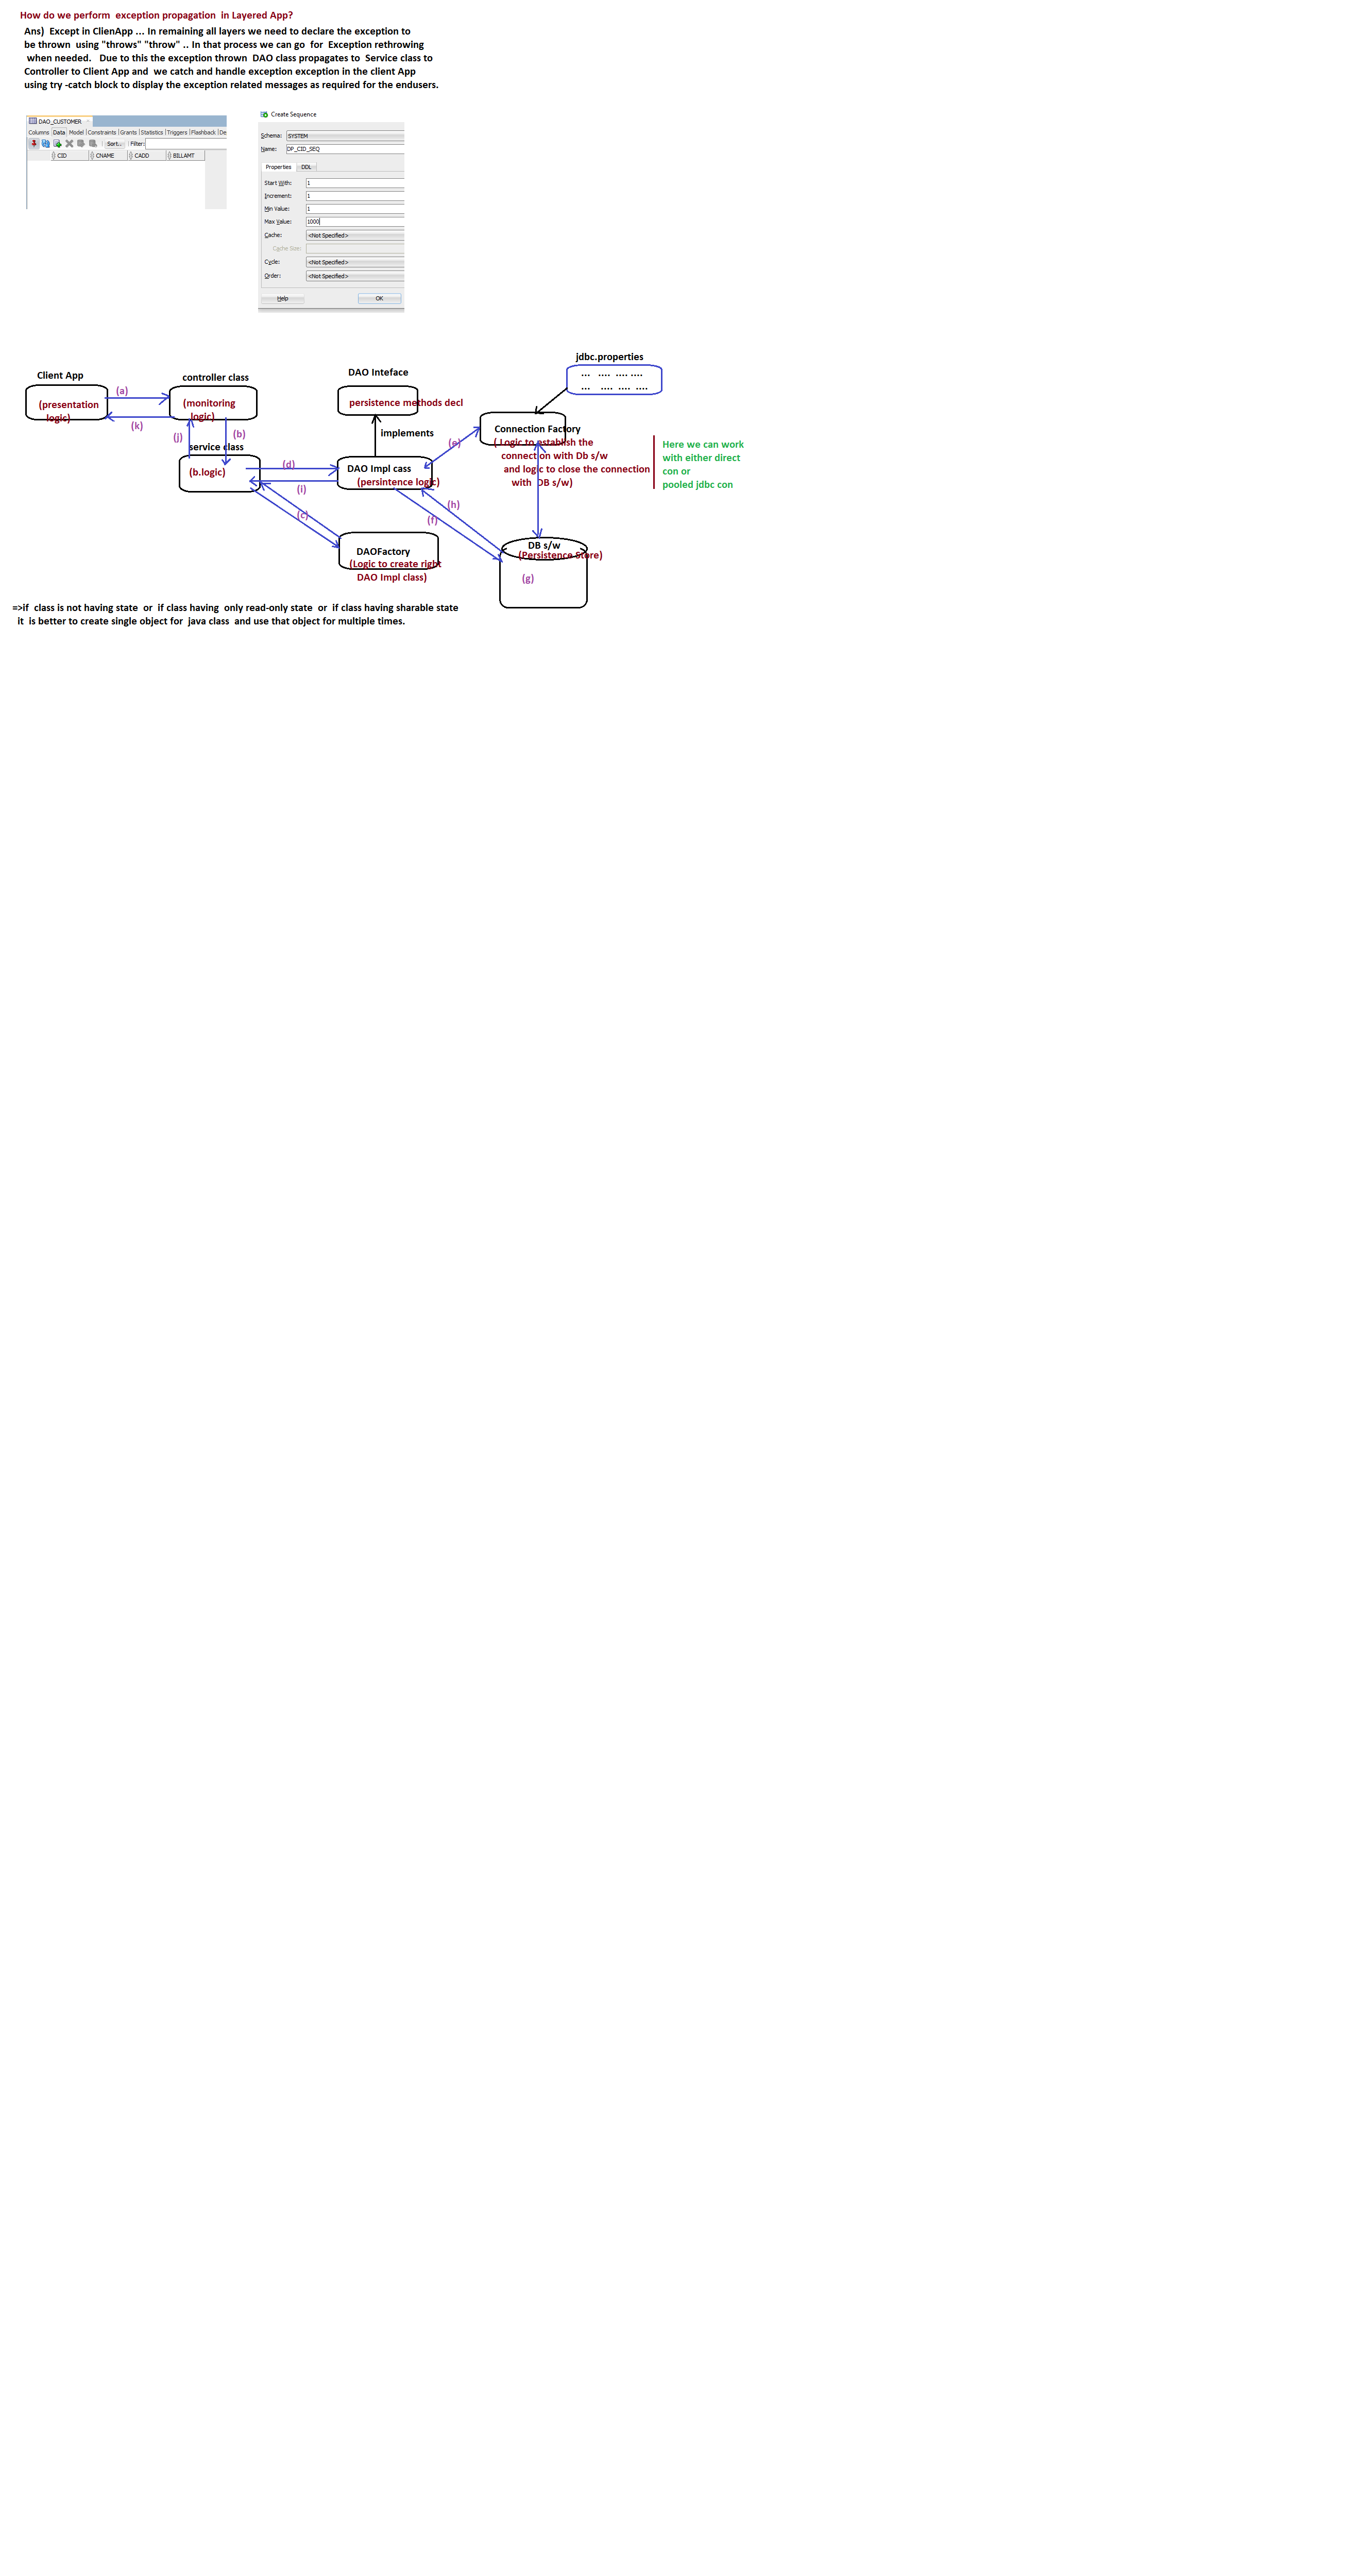 How do we perform  exception propagation  in Layered App?
Ans)  Except in ClienApp ... In remaining all layers we need to declare the exception to
be thrown  using "throws" "throw" .. In that process we can go  for  Exception rethrowing
when needed.   Due to this the exception thrown  DAO class propagates to  Service class to
Controller to Client App and  we catch and handle exception exception in the client App
using try -catch block to display the exception related messages as required for the endusers.
DAO_CUSTOMER
Columns Data Model Constraints Grants Statistics Triggers Flashback De
Sort.. Filter:
CID CNAME CADD BILLAMT
Create Sequence
Schema: SYSTEM
Name: DP_CID_SEQ
Properties DDL
Start With: 1
Increment: 1
Min Value: 1
Max Value: 1000
Cache: <Not Specified>
Cache Size:
Cycle: <Not Specified>
Order: <Not Specified>
Help OK
jdbc.properties
...   ....  .... ....
...    ....  ....  ....
Client App
(presentation
logic)
(a)
(k)
controller class
(monitoring
logic)
(j)
(b)
service class
(b.logic)
DAO Inteface
persistence methods decl
implements
(d)
(i)
(c)
DAO Impl cass
(persintence logic)
(e)
Connection Factory
( Logic to establish the
connection with Db s/w
and logic to close the connection
with  DB s/w)
Here we can work
with either direct
con or
pooled jdbc con
(h)
(f)
DAOFactory
(Logic to create right
DAO Impl class)
DB s/w
(Persistence Store)
(g)
=>if  class is not having state  or  if class having  only read-only state  or  if class having sharable state
it  is better to create single object for  java class  and use that object for multiple times.